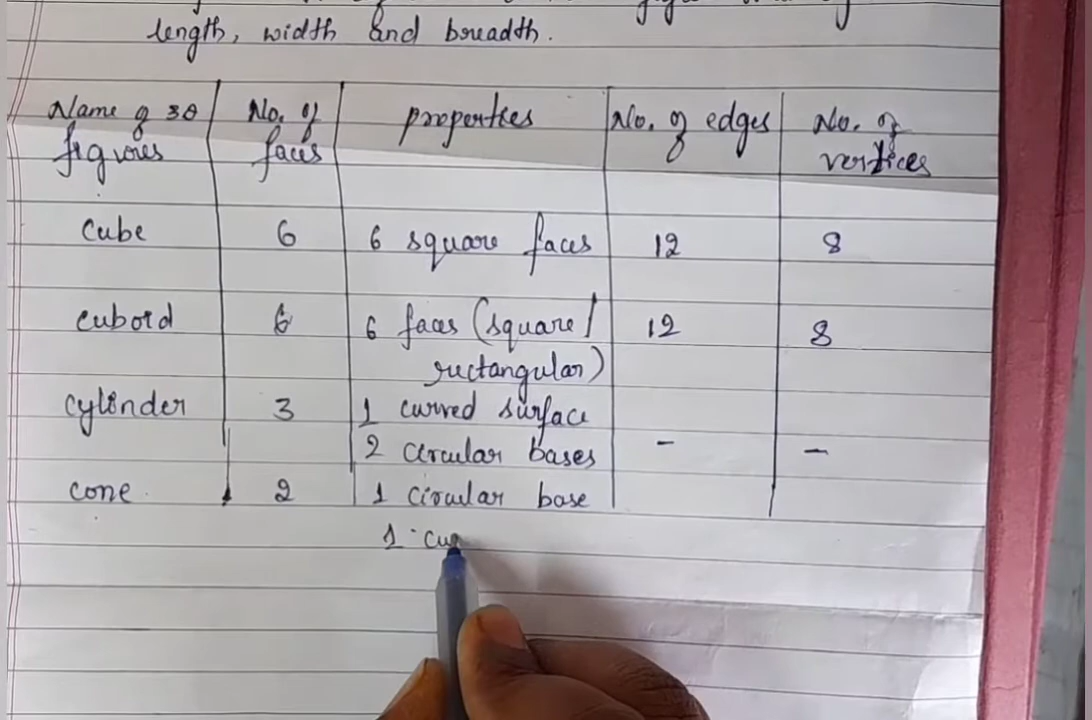 length, width and breadth.
Name of 3D No. of properties No. of edges No. of
figures faces vertices
cube 6 6 square faces 12 8
cuboid 6 6 faces (square/ 12 8
rectangular)
cylinder 3 1 curved surface
2 circular bases - -
cone. 2 1 circular base
1 cu